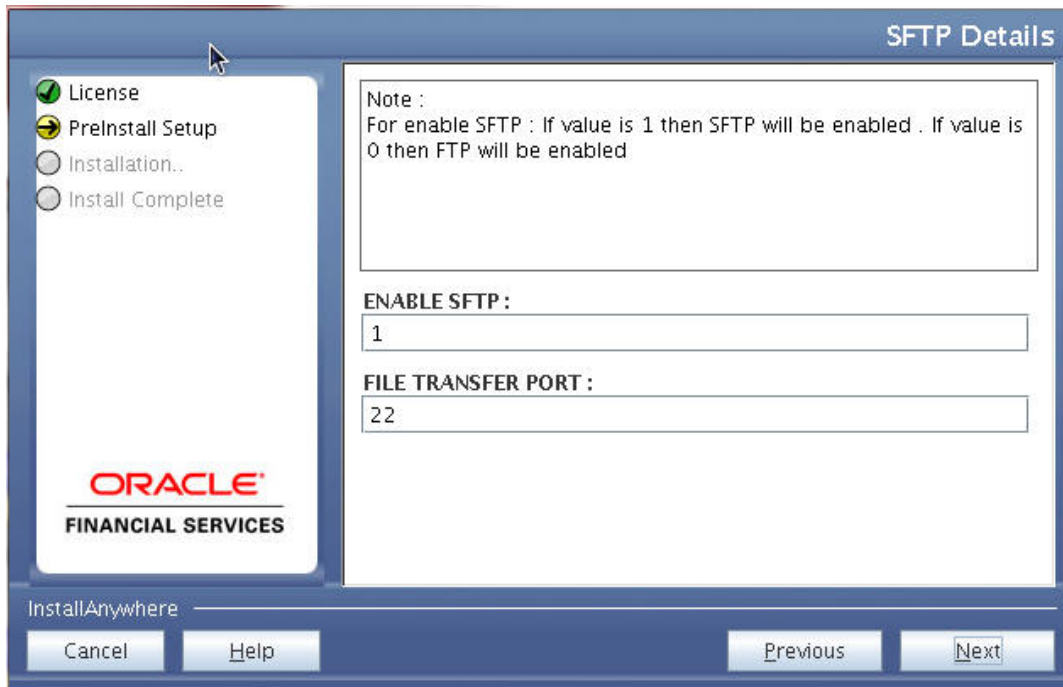 SFTP Details
License
PreInstall Setup
Installation..
Install Complete
ORACLE
FINANCIAL SERVICES
Note :
For enable SFTP : If value is 1 then SFTP will be enabled . If value is
0 then FTP will be enabled
ENABLE SFTP :
1
FILE TRANSFER PORT :
22
InstallAnywhere
Cancel
Help
Previous
Next